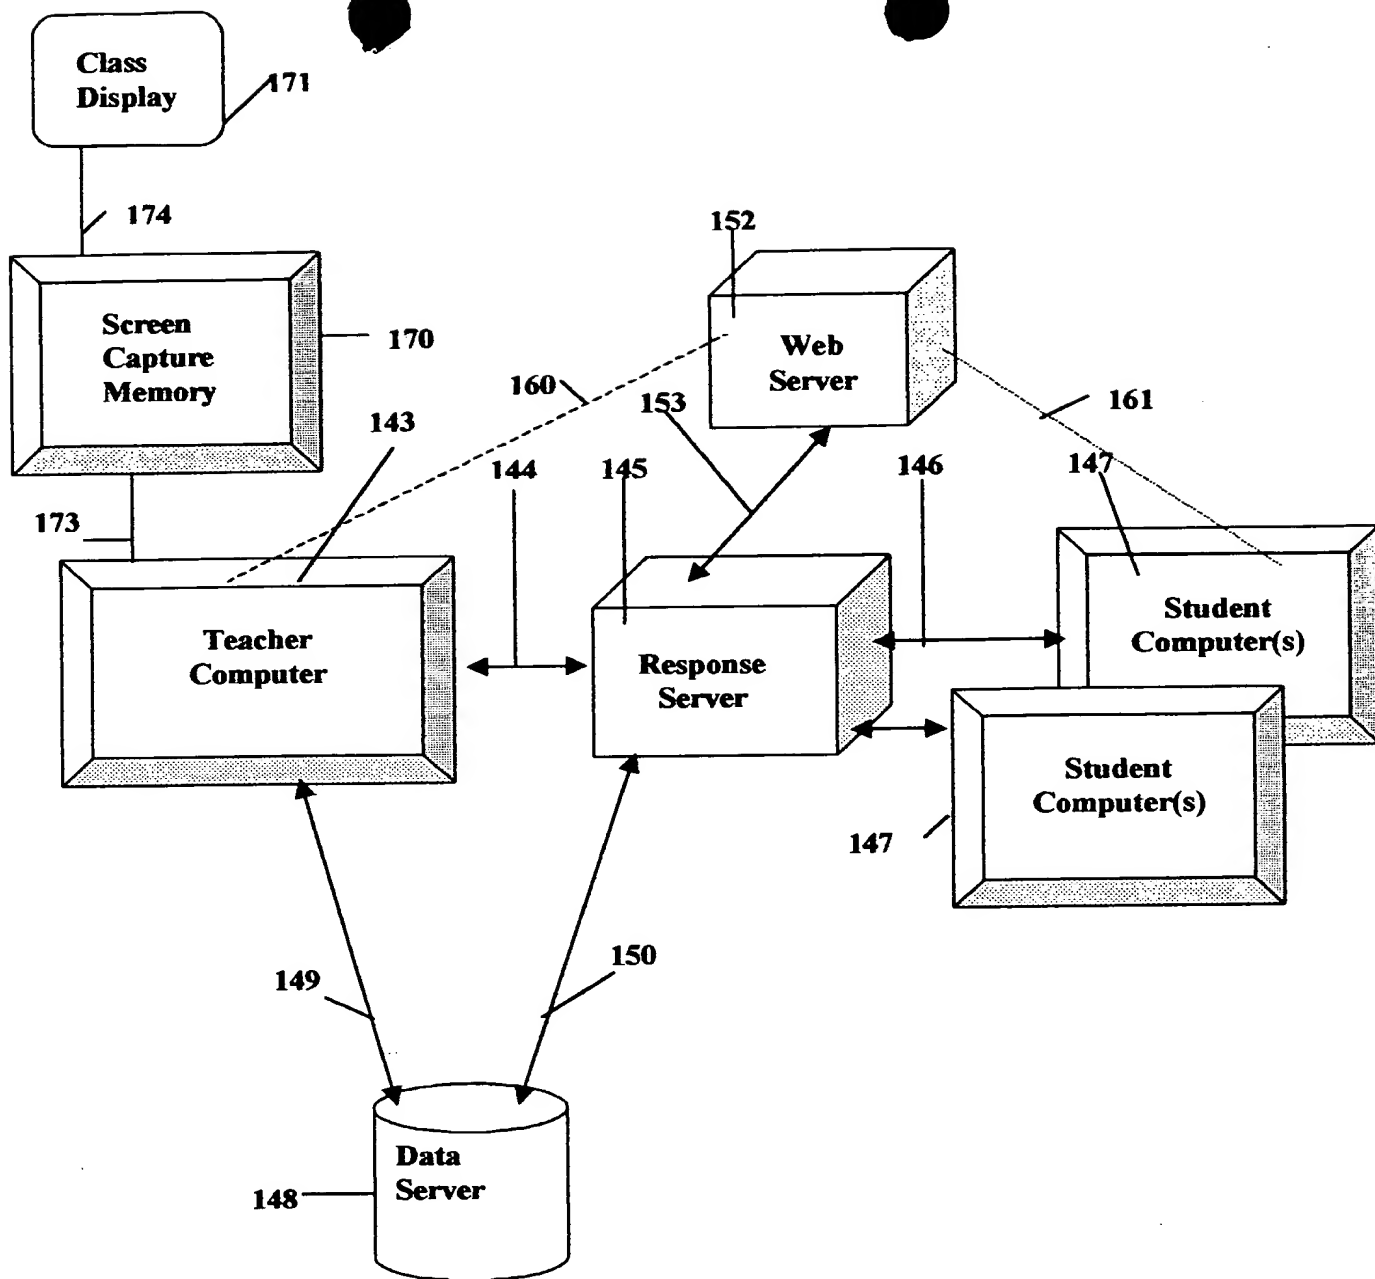 Class
Display
171
174
152
Screen
Capture
Memory
170
Web
Server
160
153
161
143
144
145
146
147
173
Teacher
Computer
Response
Server
Student
Computer(s)
Student
Computer(s)
147
149
150
Data
Server
148